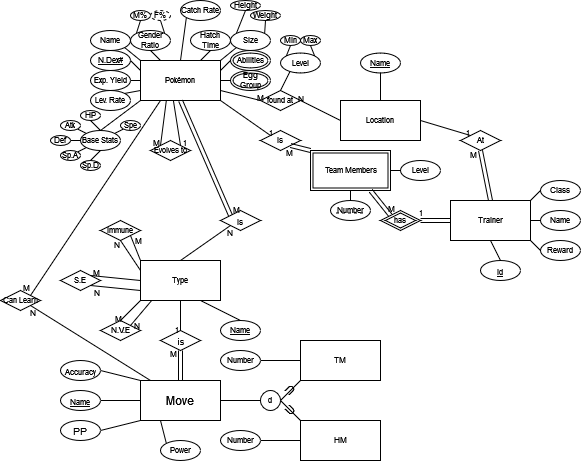 Height
Catch Rate
M%
F%
Weight
Name
Gender
Ratio
Hatch
Time
Size
Min
Max
N.Dex#
Abilities
Level
Name
Pokémon
Exp. Yield
Egg
Group
Lev. Rate
M
found at
N
HP
Location
Atk
Spe
M
1
1
1
Def
Base Stats
Evolves to
is
At
M
M
Sp.A
Sp.D
Team Members
Level
Class
M
Number
M
has
1
Trainer
Name
is
N
Immune
M
N
Reward
S.E
M
N
Type
Id
M
Can Learn
N
M
N
N.V.E
1
Name
is
M
Number
TM
Accuracy
Name
Move
d
PP
Power
Number
HM